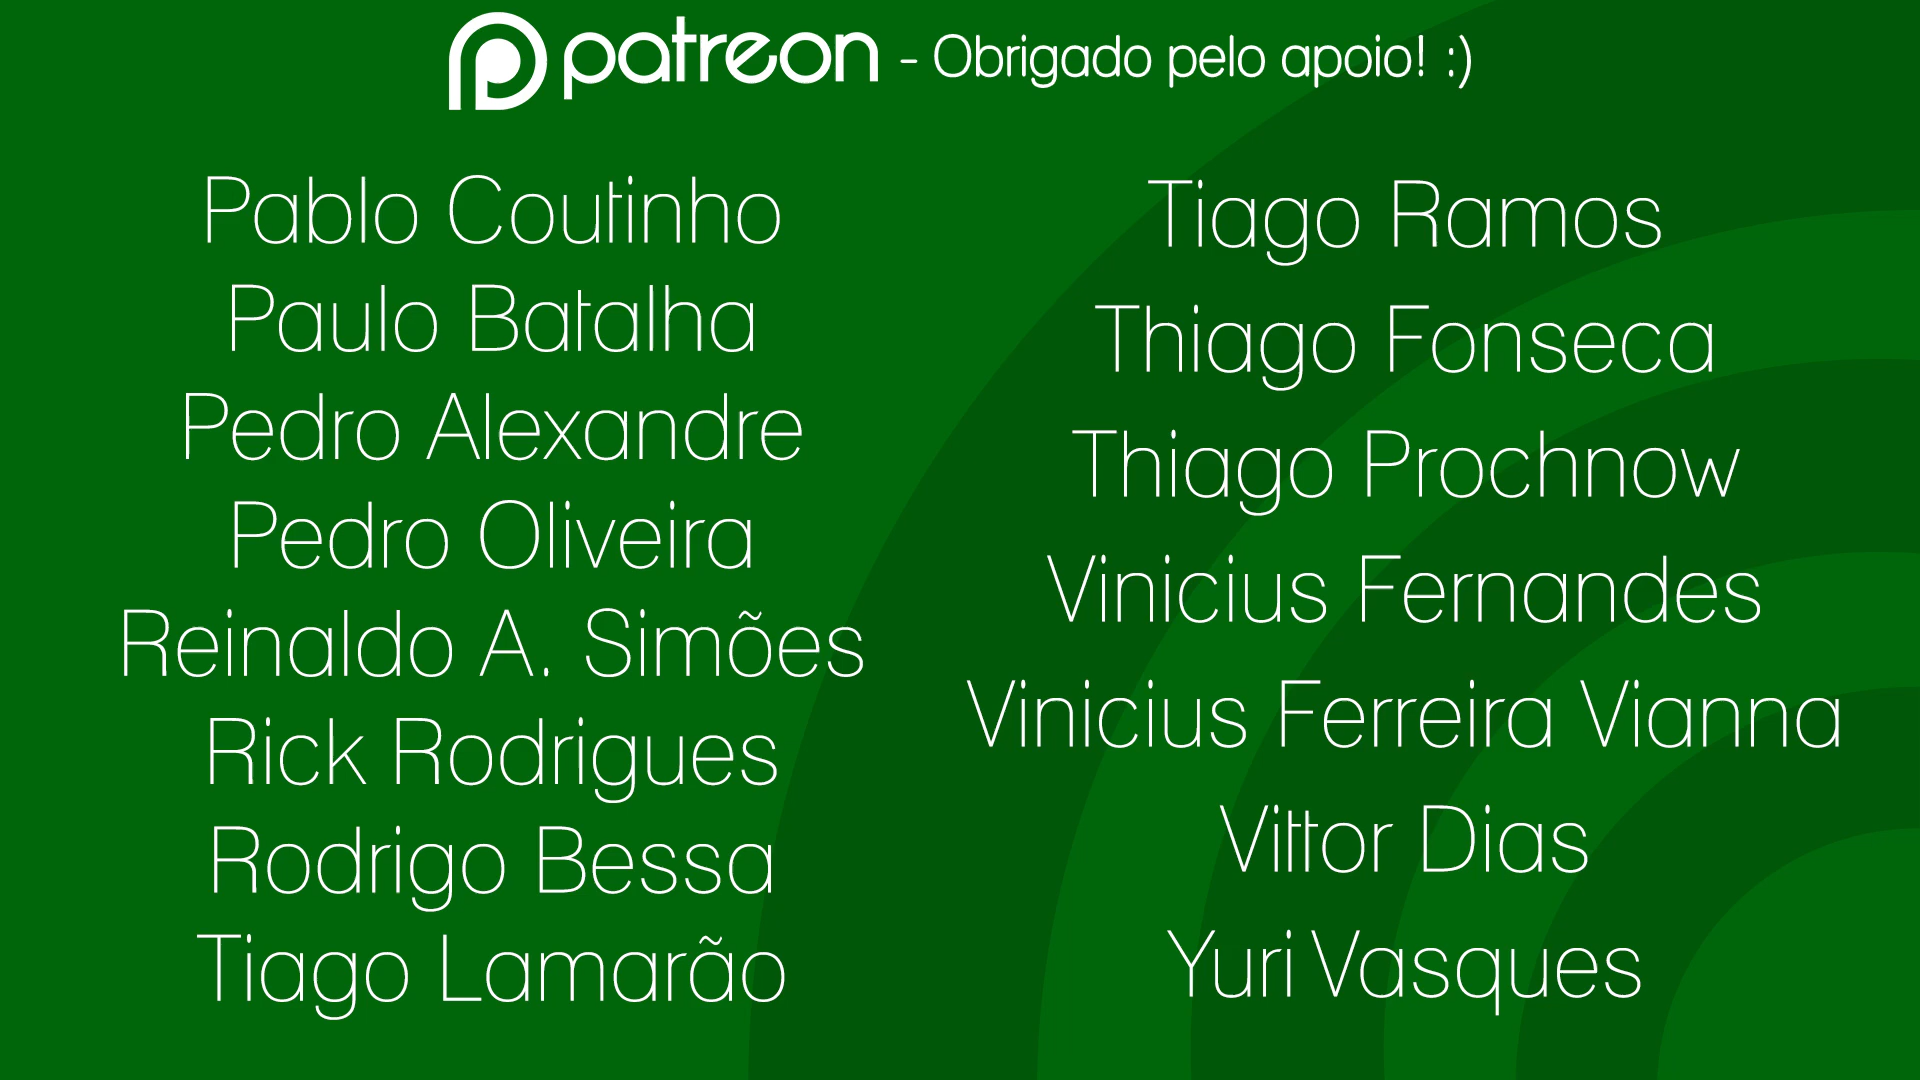 patreon - Obrigado pelo apoio! :)
Pablo Coutinho
Paulo Batalha
Pedro Alexandre
Pedro Oliveira
Reinaldo A. Simões
Rick Rodrigues
Rodrigo Bessa
Tiago Lamarão
Tiago Ramos
Thiago Fonseca
Thiago Prochnow
Vinicius Fernandes
Vinicius Ferreira Vianna
Vittor Dias
Yuri Vasques